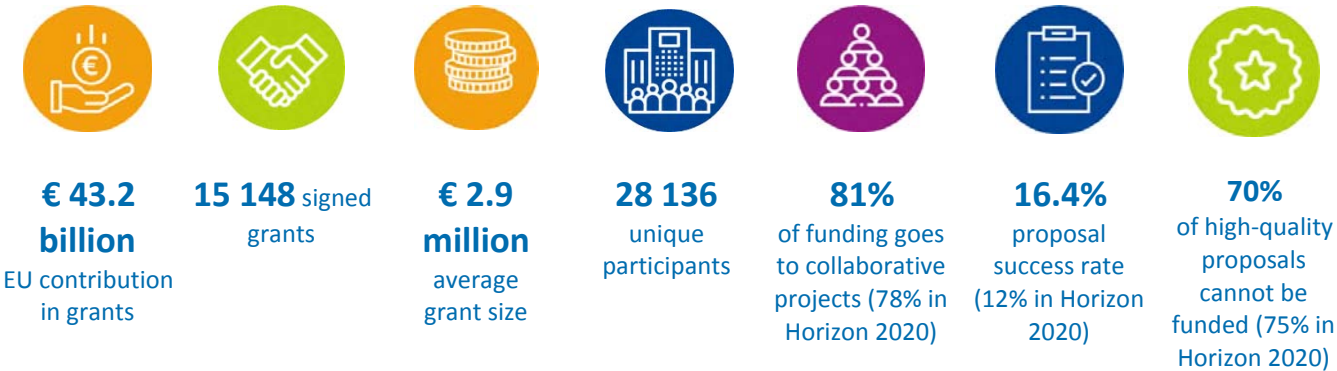 € 43.2
billion
EU contribution
in grants
15 148 signed
grants
€ 2.9
million
average
grant size
28 136
unique
participants
81%
of funding goes
to collaborative
projects (78% in
Horizon 2020)
16.4%
proposal
success rate
(12% in Horizon
2020)
70%
of high-quality
proposals
cannot be
funded (75% in
Horizon 2020)